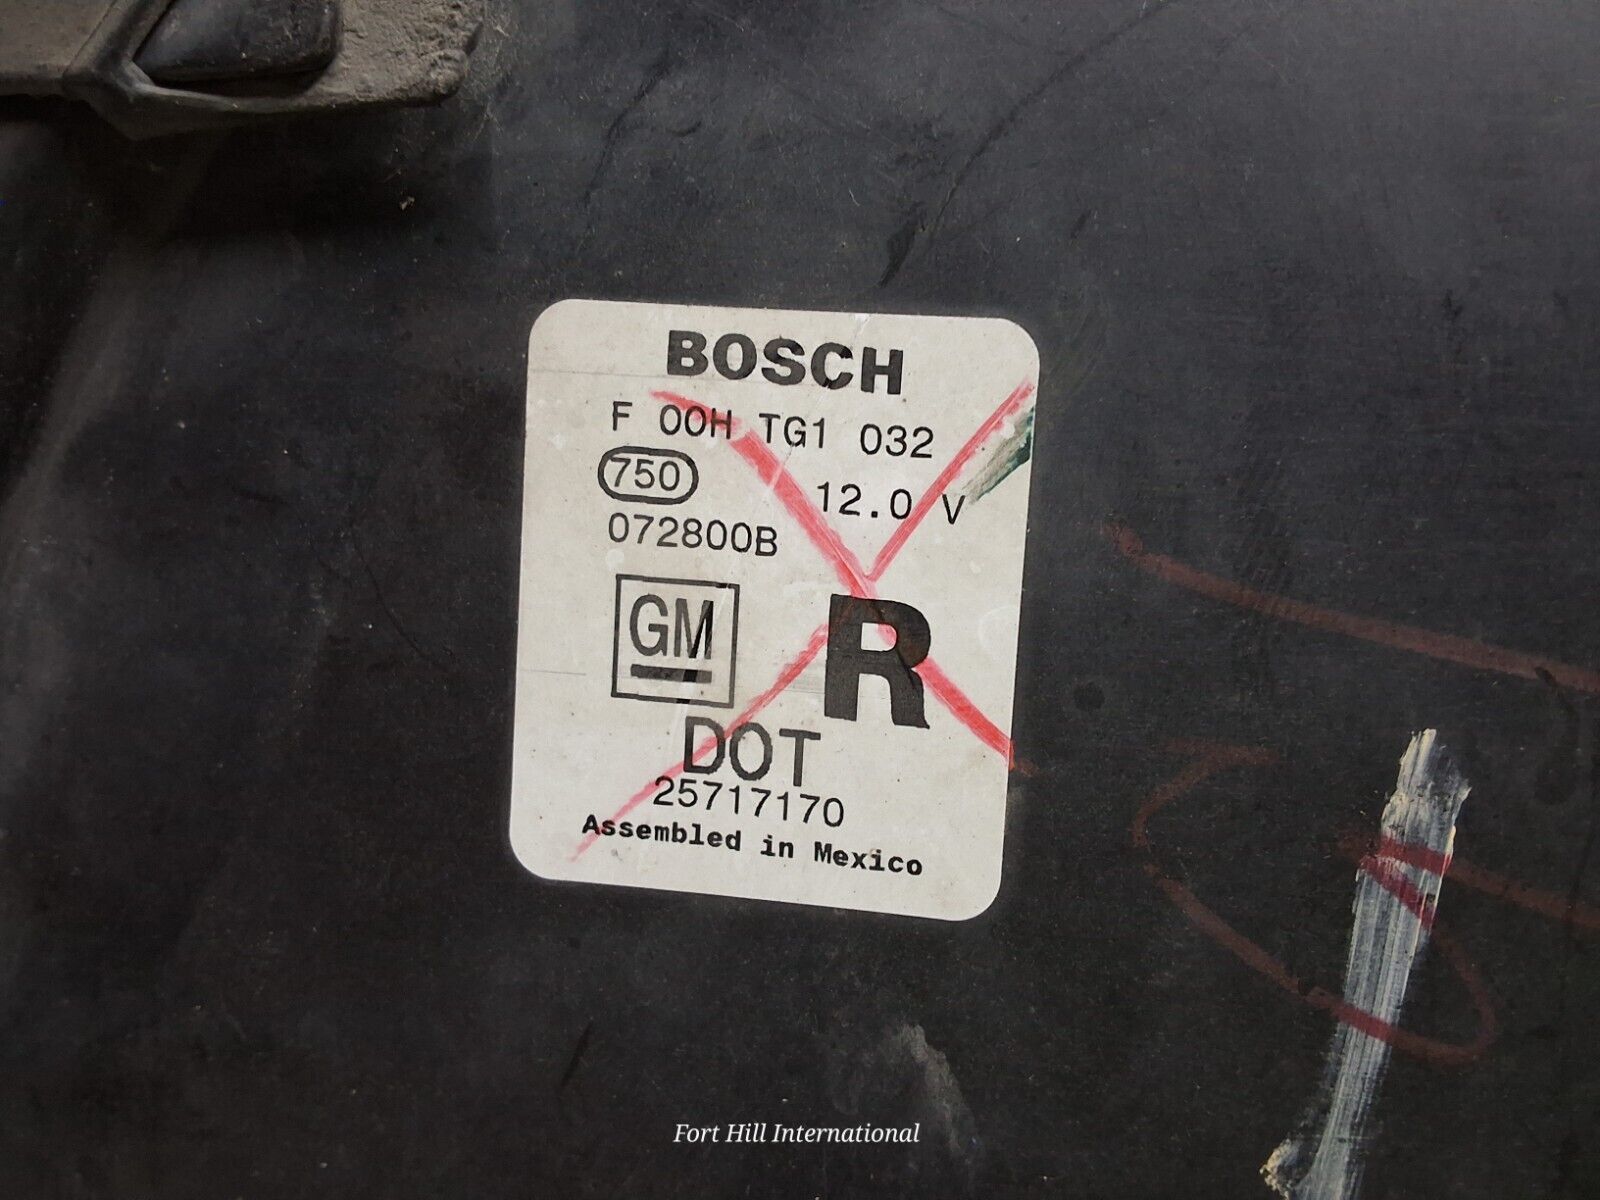 BOSCH
F 00H TG1 032
750 12.0 V
072800B
GM R
DOT
25717170
Assembled in Mexico
Fort Hill International